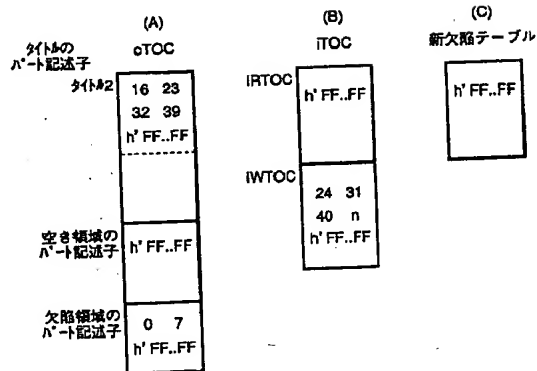 (A)
cTOC
タイトルの
パート記述子
タイトル2
16 23
32 39
h' FF..FF
空き領域の
パート記述子
h' FF..FF
欠陥領域の
パート記述子
0 7
h' FF..FF
(B)
iTOC
IRTOC
h' FF..FF
IWTOC
24 31
40 n
h' FF..FF
(C)
新欠陥テーブル
h' FF..FF